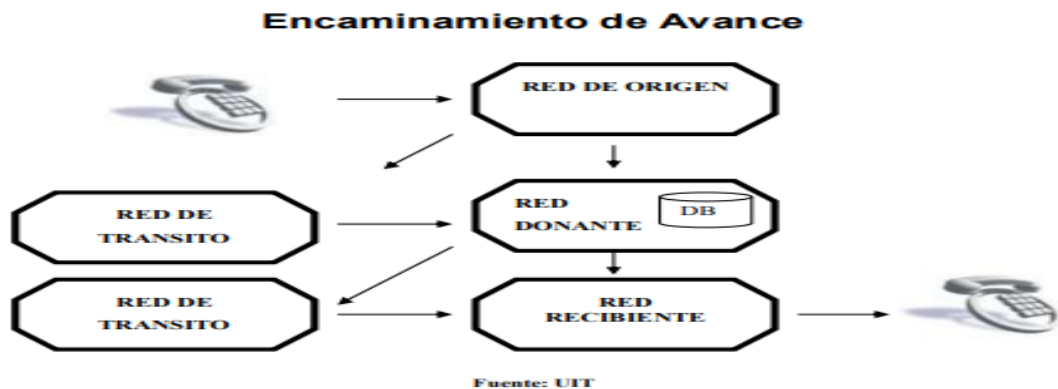 Encaminamiento de Avance
RED DE ORIGEN
RED DE
TRANSITO
RED
DONANTE
DB
RED DE
TRANSITO
RED
RECIBIENTE
Fuente: UIT